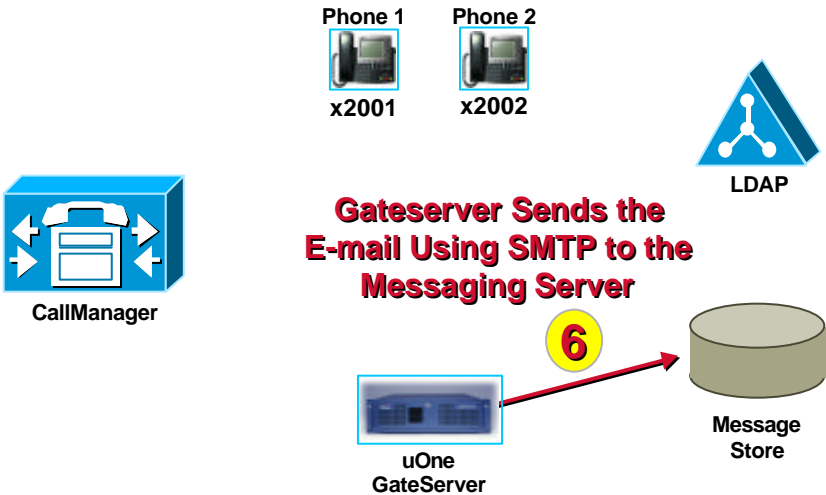 Phone 1
Phone 2
x2001
x2002
LDAP
CallManager
Gateserver Sends the
E-mail Using SMTP to the
Messaging Server
6
Message
Store
uOne
GateServer